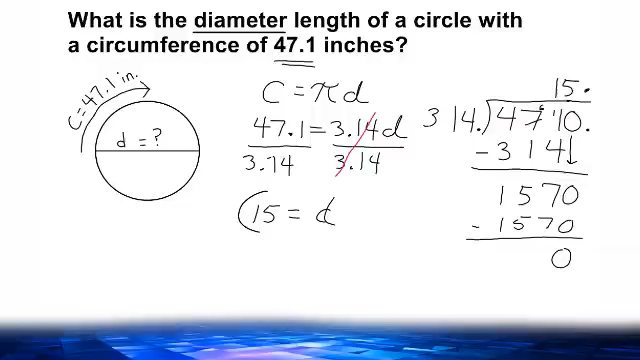 What is the diameter length of a circle with
a circumference of 47.1 inches?
C=47.1 in.
d = ?
C = πd
47.1 = 3.14d
3.14 3.14
15 = d
15.
314.) 4710.
- 314
1570
- 1570
0